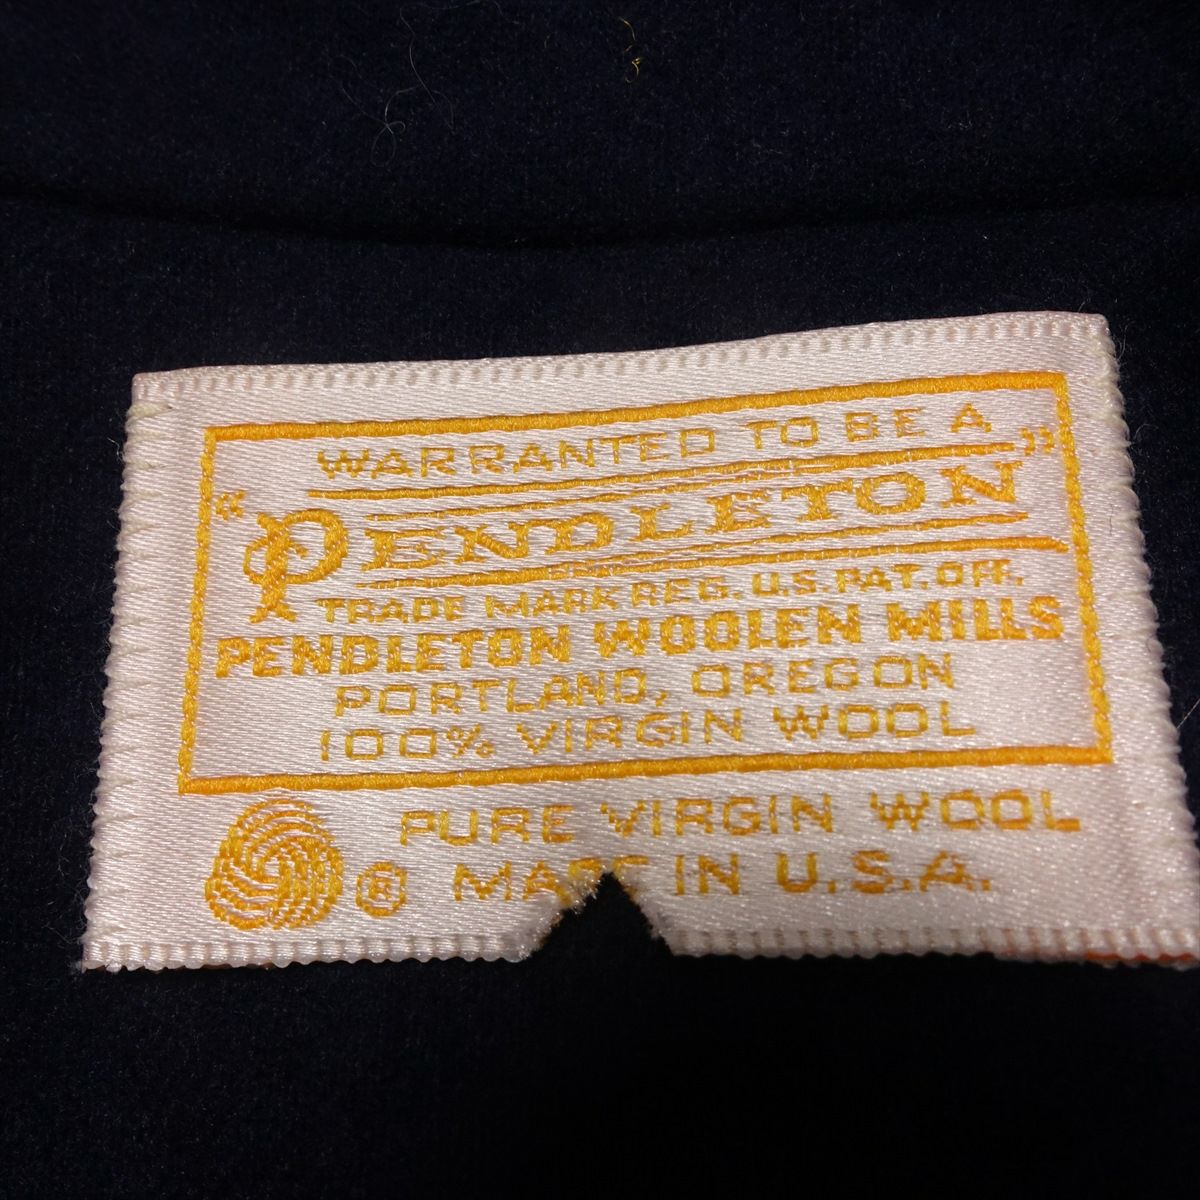 WARRANTED TO BE A
"PENDLETON"
TRADE MARK REG. U.S. PAT. OFF.
PENDLETON WOOLEN MILLS
PORTLAND, OREGON
100% VIRGIN WOOL
PURE VIRGIN WOOL
® MADE IN U.S.A.